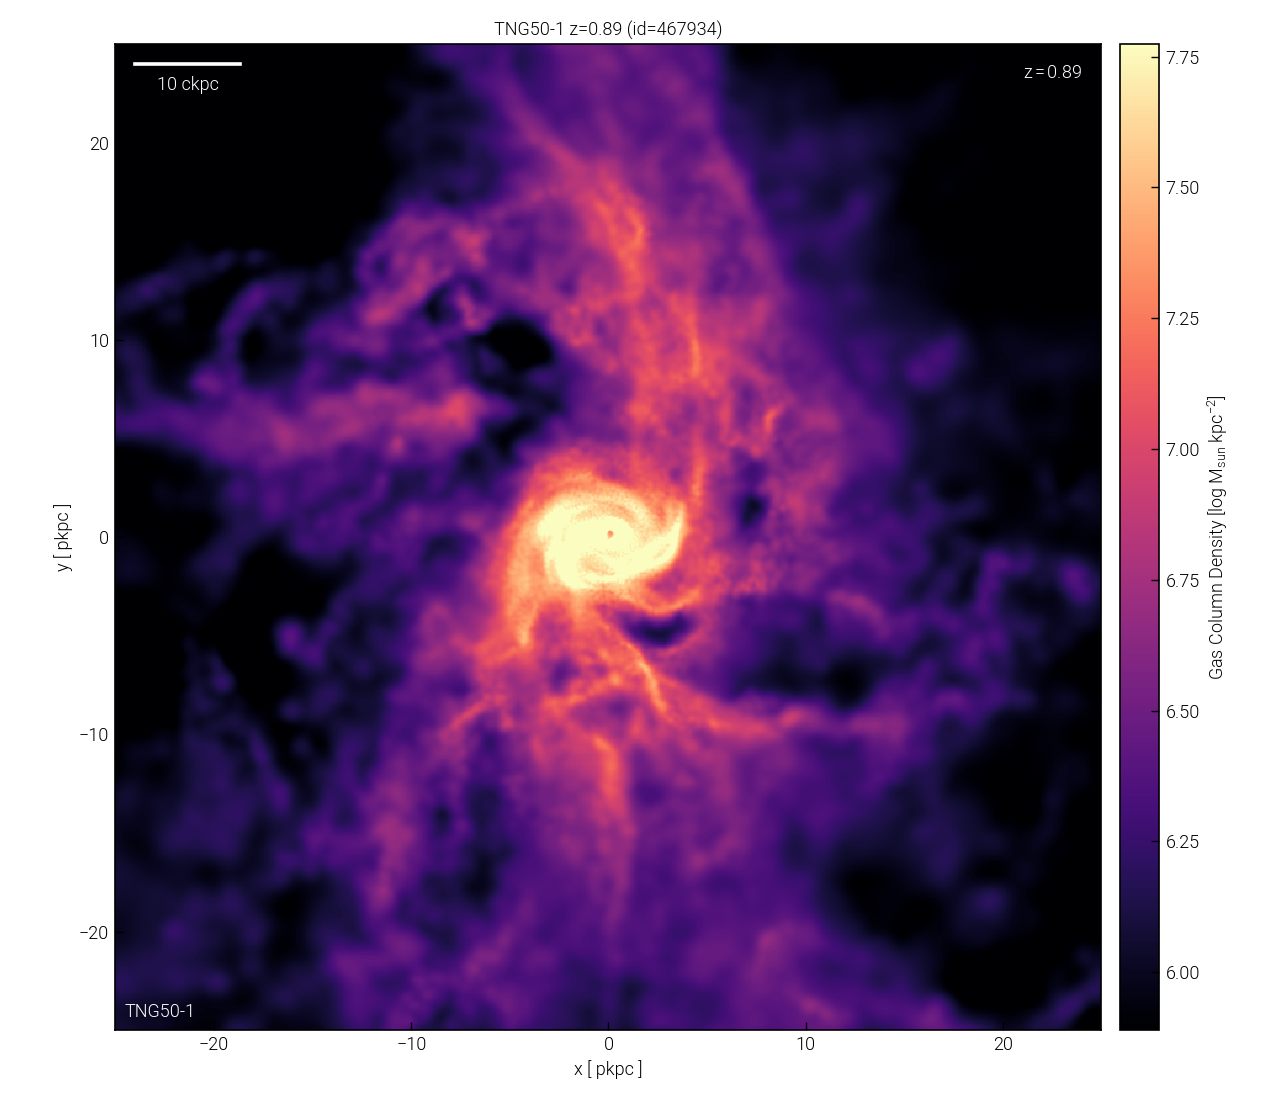 TNG50-1 z=0.89 (id=467934)
10 ckpc
z=0.89
20
10
0
−10
−20
y [ pkpc ]
TNG50-1
−20
−10
0
10
20
x [ pkpc ]
7.75
7.50
7.25
7.00
6.75
6.50
6.25
6.00
Gas Column Density [log M_sun kpc^−2]